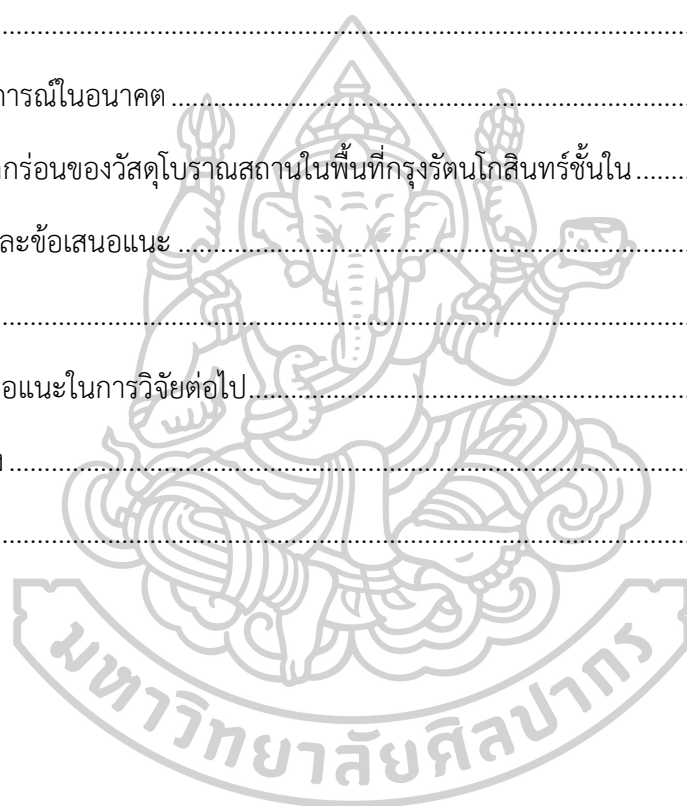 ................................................................................
การณ์ในอนาคต ................................................................
กร่อนของวัสดุโบราณสถานในพื้นที่กรุงรัตนโกสินทร์ชั้นใน .......
ละข้อเสนอแนะ ................................................................
................................................................................
อแนะในการวิจัยต่อไป........................................................
................................................................................
................................................................................
มหาวิทยาลัยศิลปากร